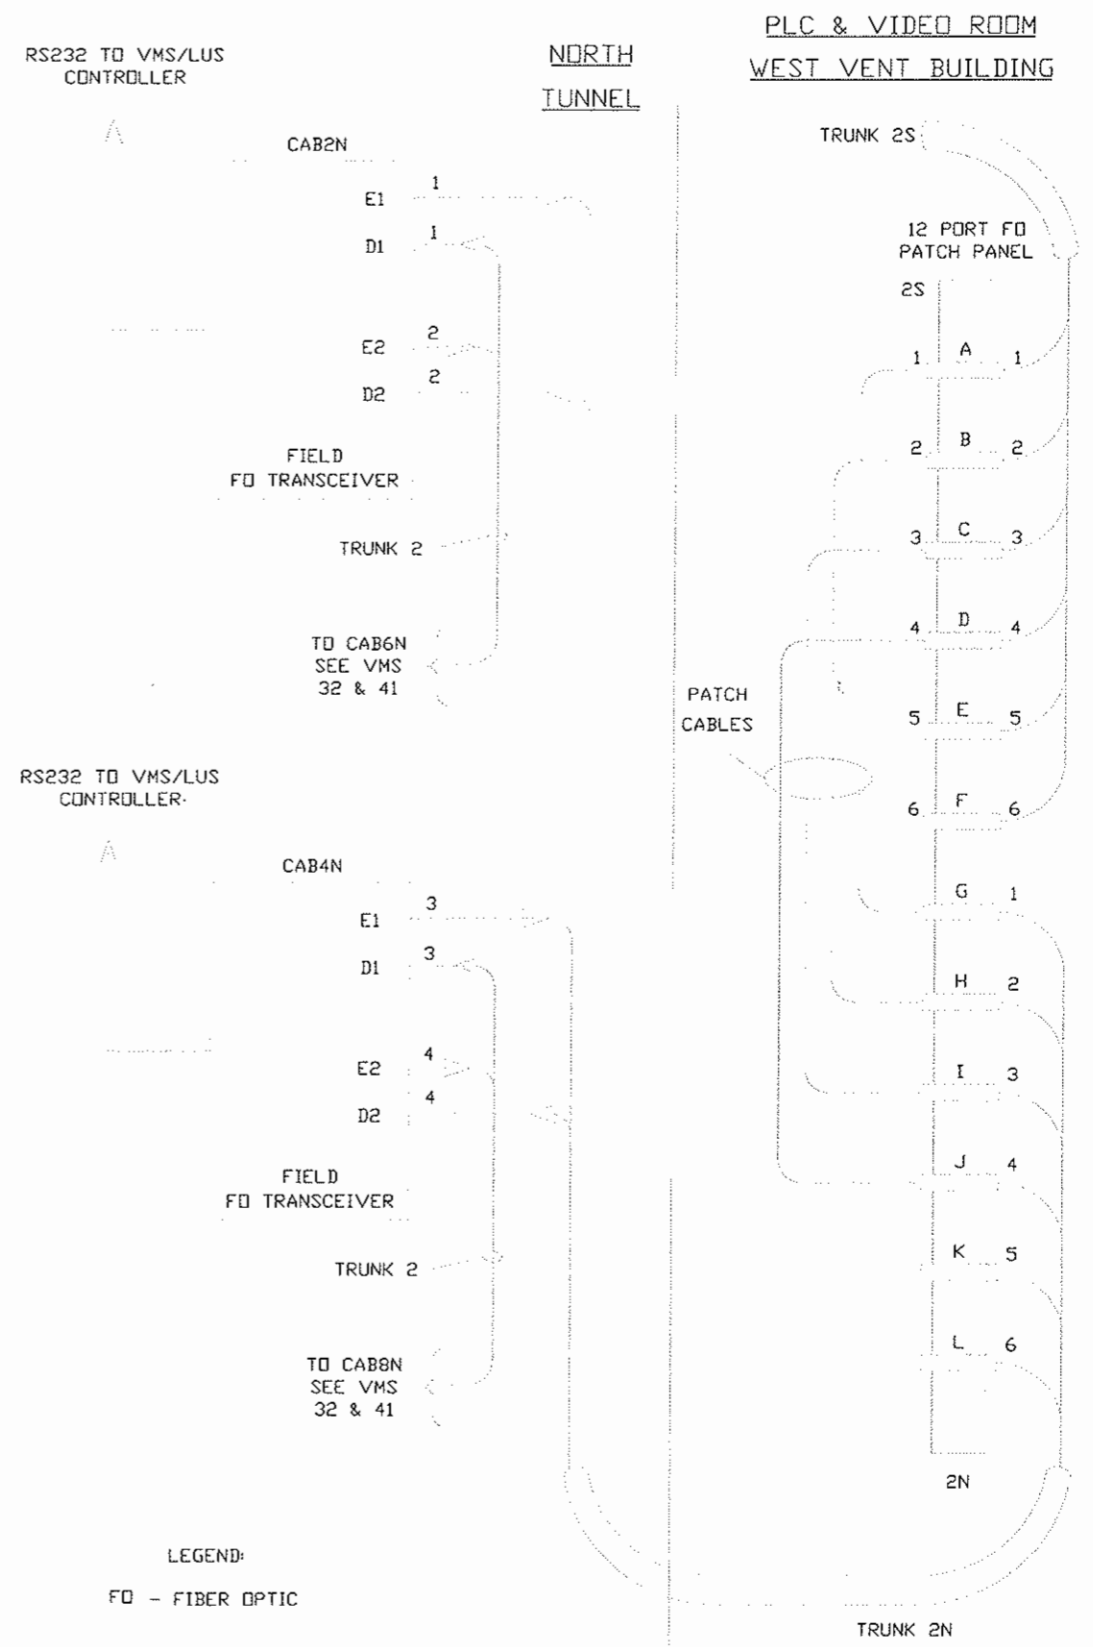 PLC & VIDEO ROOM
WEST VENT BUILDING
NORTH
TUNNEL
RS232 TO VMS/LUS
CONTROLLER
CAB2N
E1
1
D1
1
E2
2
D2
2
FIELD
FO TRANSCEIVER
TRUNK 2
TO CAB6N
SEE VMS
32 & 41
RS232 TO VMS/LUS
CONTROLLER
CAB4N
E1
3
D1
3
E2
4
D2
4
FIELD
FO TRANSCEIVER
TRUNK 2
TO CAB8N
SEE VMS
32 & 41
LEGEND:
FO - FIBER OPTIC
TRUNK 2S
12 PORT FO
PATCH PANEL
2S
1 A 1
2 B 2
3 C 3
4 D 4
5 E 5
6 F 6
PATCH
CABLES
G 1
H 2
I 3
J 4
K 5
L 6
2N
TRUNK 2N